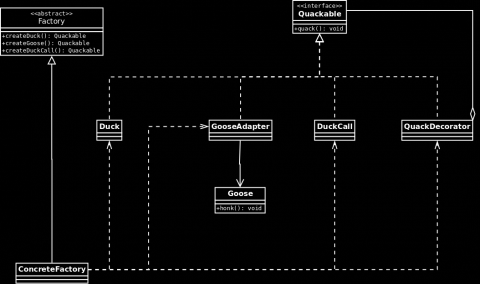 <<abstract>>
Factory
+createDuck(): Quackable
+createGoose(): Quackable
+createDuckCall(): Quackable
<<interface>>
Quackable
+quack(): void
Duck
GooseAdapter
DuckCall
QuackDecorator
Goose
+honk(): void
ConcreteFactory